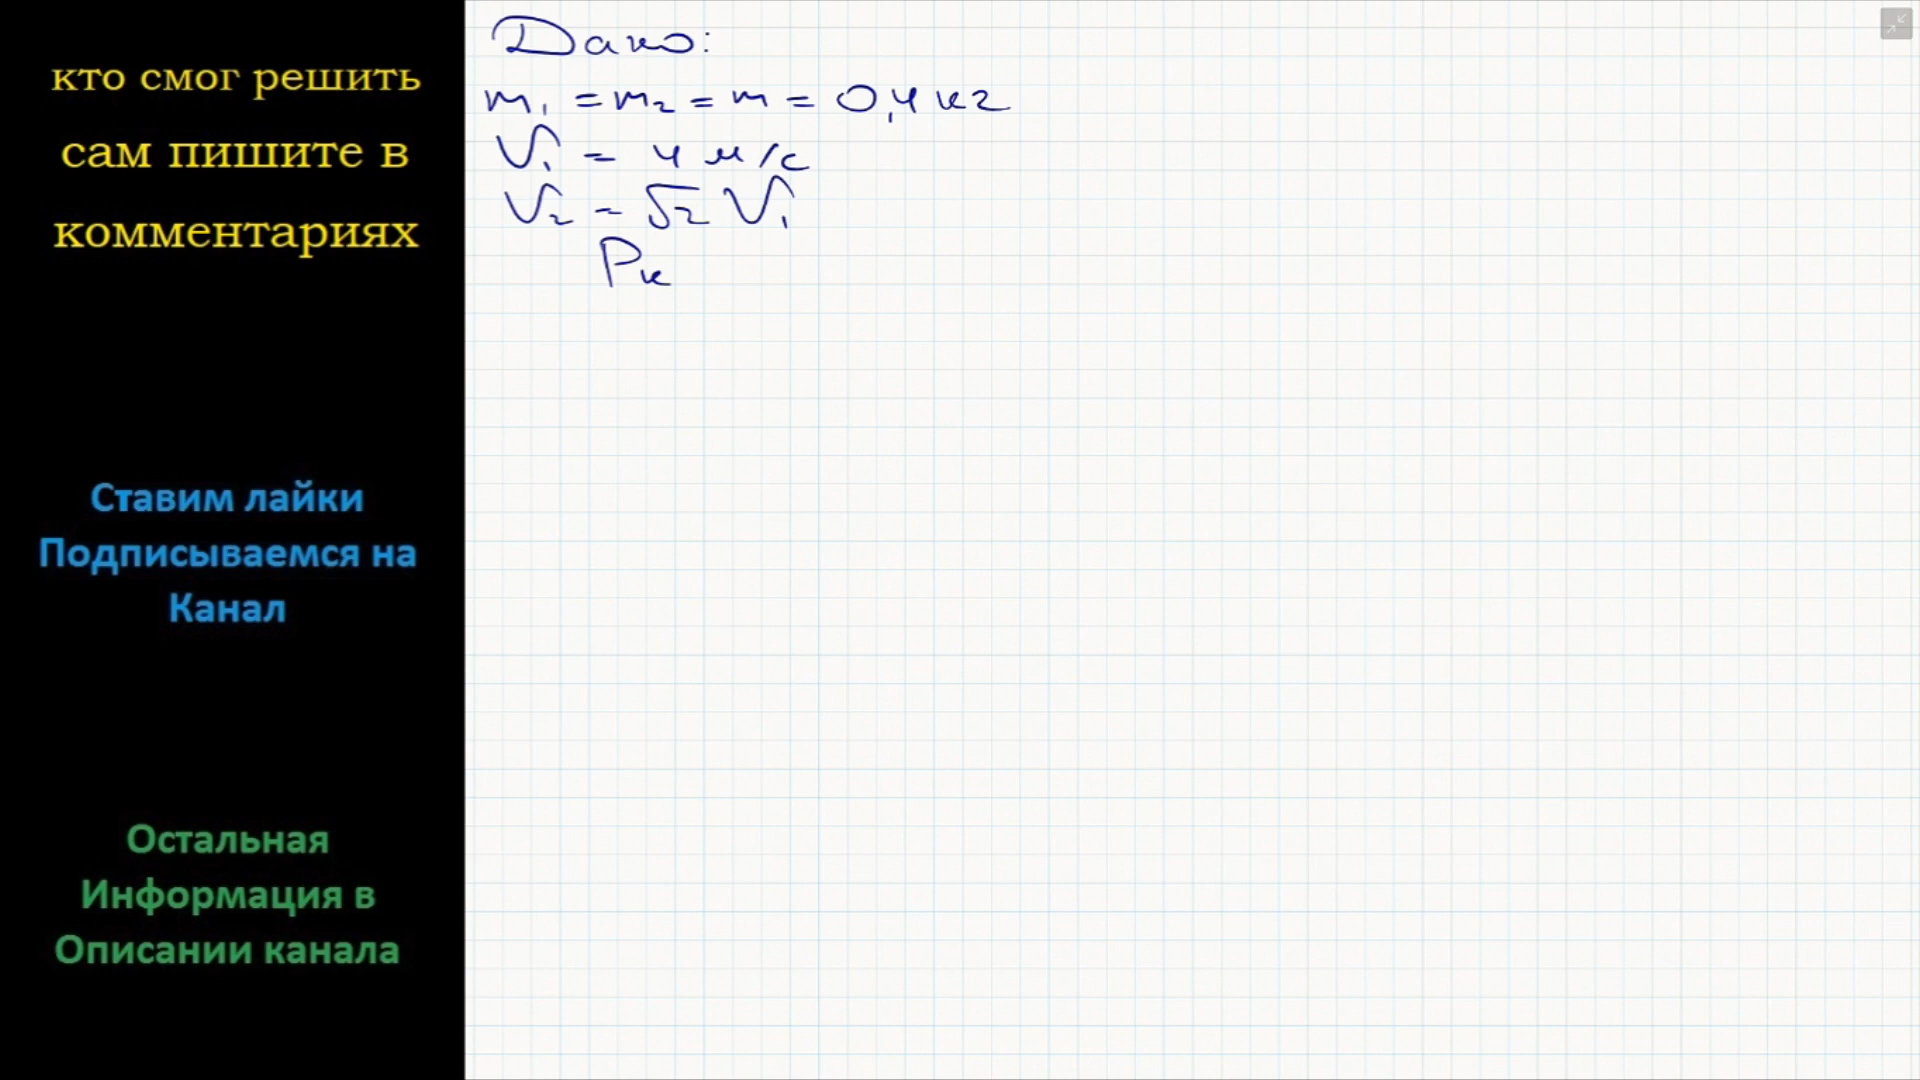 кто смог решить
сам пишите в
комментариях
Ставим лайки
Подписываемся на
Канал
Остальная
Информация в
Описании канала
Дано:
m₁ = m₂ = m = 0,4 кг
V₁ = 4 м/с
V₂ = √2 V₁
Pк